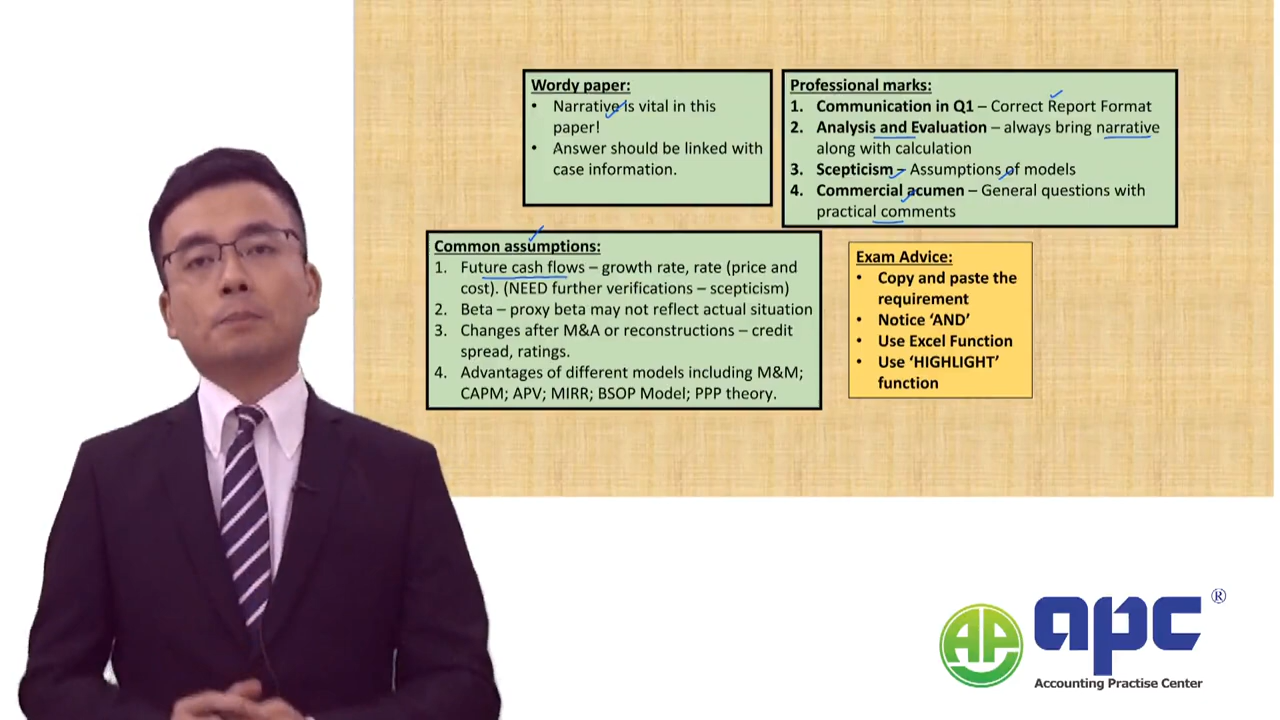 Wordy paper:
• Narrative is vital in this
paper!
• Answer should be linked with
case information.
Professional marks:
1. Communication in Q1 – Correct Report Format
2. Analysis and Evaluation – always bring narrative
along with calculation
3. Scepticism – Assumptions of models
4. Commercial acumen – General questions with
practical comments
Common assumptions:
1. Future cash flows – growth rate, rate (price and
cost). (NEED further verifications – scepticism)
2. Beta – proxy beta may not reflect actual situation
3. Changes after M&A or reconstructions – credit
spread, ratings.
4. Advantages of different models including M&M;
CAPM; APV; MIRR; BSOP Model; PPP theory.
Exam Advice:
• Copy and paste the
requirement
• Notice ‘AND’
• Use Excel Function
• Use ‘HIGHLIGHT’
function
AP
apc®
Accounting Practise Center